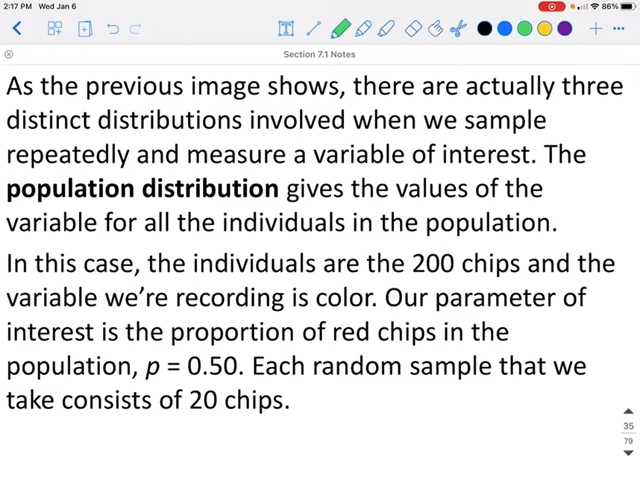 2:17 PM Wed Jan 6
86%
Section 7.1 Notes
As the previous image shows, there are actually three
distinct distributions involved when we sample
repeatedly and measure a variable of interest. The
population distribution gives the values of the
variable for all the individuals in the population.
In this case, the individuals are the 200 chips and the
variable we’re recording is color. Our parameter of
interest is the proportion of red chips in the
population, p = 0.50. Each random sample that we
take consists of 20 chips.
35
79